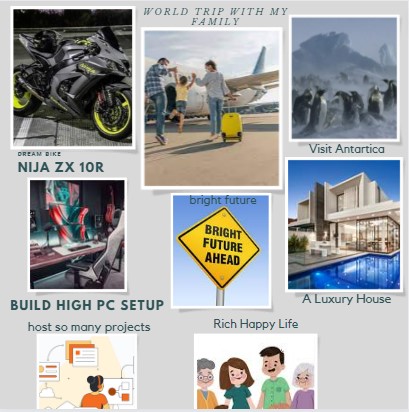 WORLD TRIP WITH MY
FAMILY
DREAM BIKE
NIJA ZX 10R
Visit Antartica
bright future
BRIGHT
FUTURE
AHEAD
BUILD HIGH PC SETUP
A Luxury House
host so many projects
Rich Happy Life